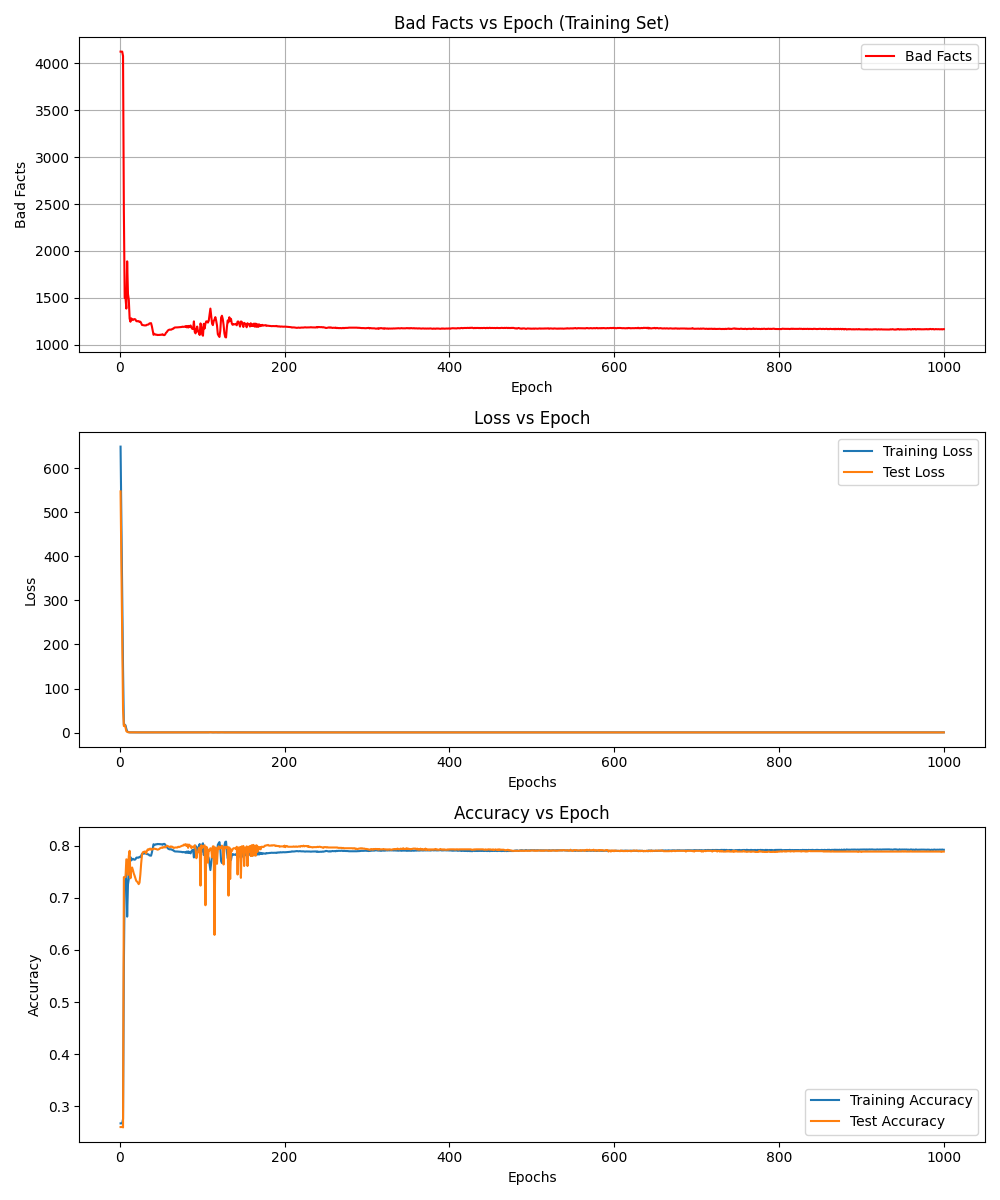 Bad Facts vs Epoch (Training Set)
Bad Facts
4000
3500
3000
2500
2000
1500
1000
Bad Facts
0 200 400 600 800 1000
Epoch
Loss vs Epoch
Training Loss
Test Loss
600
500
400
300
200
100
0
Loss
0 200 400 600 800 1000
Epochs
Accuracy vs Epoch
0.8
0.7
0.6
0.5
0.4
0.3
Accuracy
Training Accuracy
Test Accuracy
0 200 400 600 800 1000
Epochs